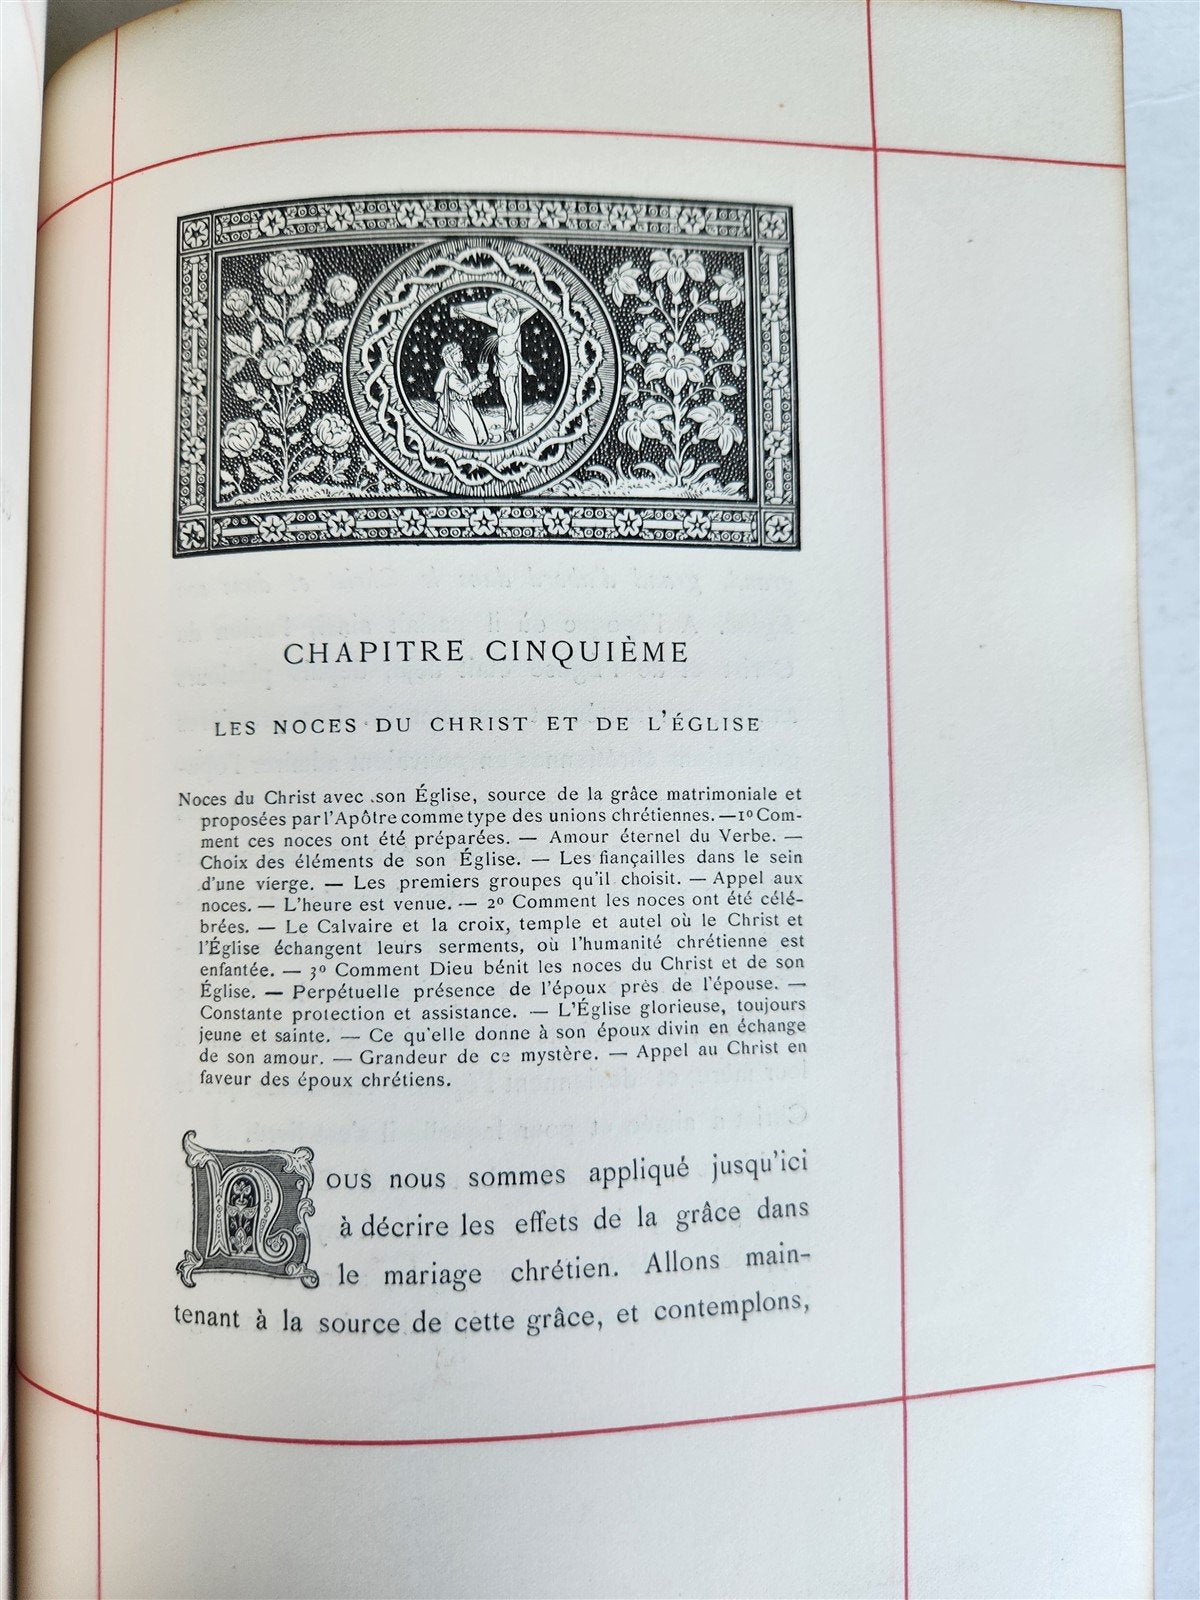 CHAPITRE CINQUIÈME
LES NOCES DU CHRIST ET DE L'ÉGLISE
Noces du Christ avec son Église, source de la grâce matrimoniale et
proposées par l'Apôtre comme type des unions chrétiennes. — 1º Com-
ment ces noces ont été préparées. — Amour éternel du Verbe. —
Choix des éléments de son Église. — Les fiançailles dans le sein
d'une vierge. — Les premiers groupes qu'il choisit. — Appel aux
noces. — L'heure est venue. — 2º Comment les noces ont été célé-
brées. — Le Calvaire et la croix, temple et autel où le Christ et
l'Église échangent leurs serments, où l'humanité chrétienne est
enfantée. — 3º Comment Dieu bénit les noces du Christ et de son
Église. — Perpétuelle présence de l'époux près de l'épouse. —
Constante protection et assistance. — L'Église glorieuse, toujours
jeune et sainte. — Ce qu'elle donne à son époux divin en échange
de son amour. — Grandeur de ce mystère. — Appel au Christ en
faveur des époux chrétiens.
NOUS nous sommes appliqué jusqu'ici
à décrire les effets de la grâce dans
le mariage chrétien. Allons main-
tenant à la source de cette grâce, et contemplons,